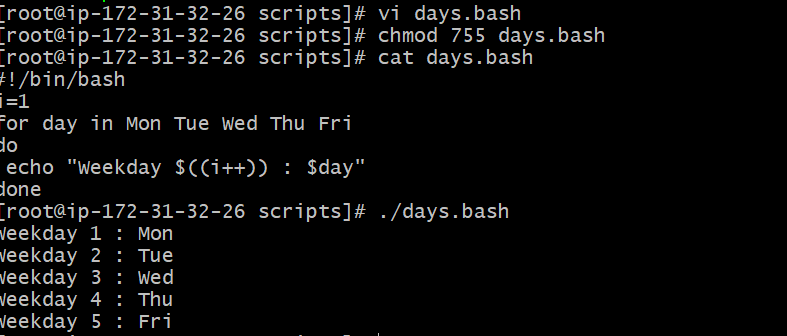 [root@ip-172-31-32-26 scripts]# vi days.bash
[root@ip-172-31-32-26 scripts]# chmod 755 days.bash
[root@ip-172-31-32-26 scripts]# cat days.bash
#!/bin/bash
i=1
for day in Mon Tue Wed Thu Fri
do
 echo "Weekday $((i++)) : $day"
done
[root@ip-172-31-32-26 scripts]# ./days.bash
Weekday 1 : Mon
Weekday 2 : Tue
Weekday 3 : Wed
Weekday 4 : Thu
Weekday 5 : Fri